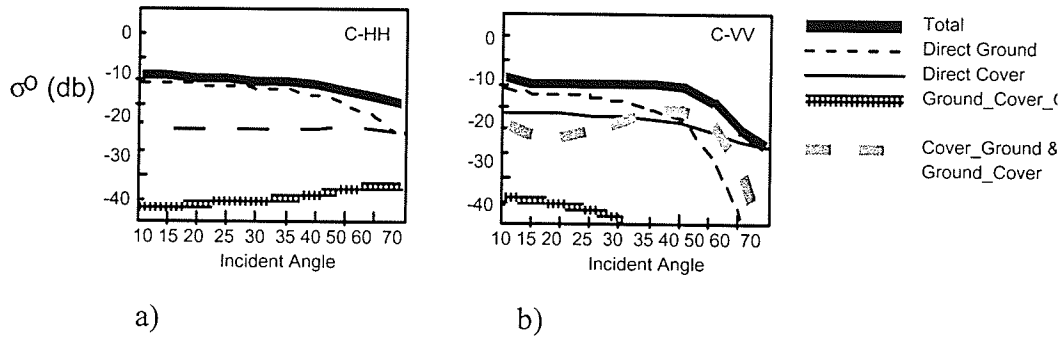 0
-10
-20
-30
-40
σ⁰ (db)
C-HH
10 15 20 25 30 35 40 50 60 70
Incident Angle
a)
0
-10
-20
-30
-40
C-VV
10 15 20 25 30 35 40 50 60 70
Incident Angle
b)
Total
Direct Ground
Direct Cover
Ground_Cover_
Cover_Ground &
Ground_Cover